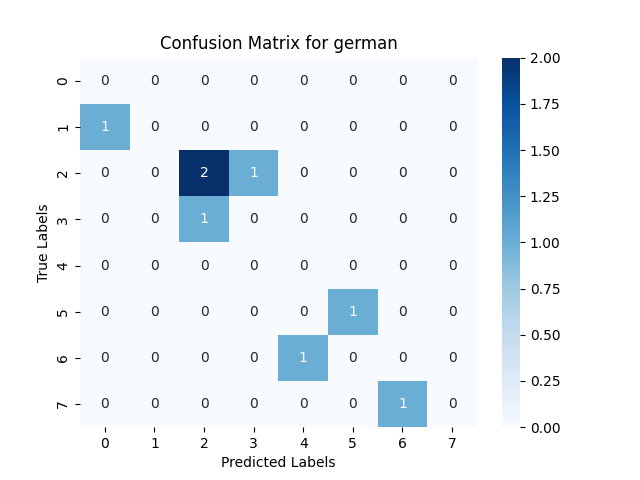 Confusion Matrix for german
0 0 0 0 0 0 0 0 0
1 1 0 0 0 0 0 0 0
2 0 0 2 1 0 0 0 0
3 0 0 1 0 0 0 0 0
4 0 0 0 0 0 0 0 0
5 0 0 0 0 0 1 0 0
6 0 0 0 0 1 0 0 0
7 0 0 0 0 0 0 1 0
0 1 2 3 4 5 6 7
True Labels
Predicted Labels
2.00
1.75
1.50
1.25
1.00
0.75
0.50
0.25
0.00